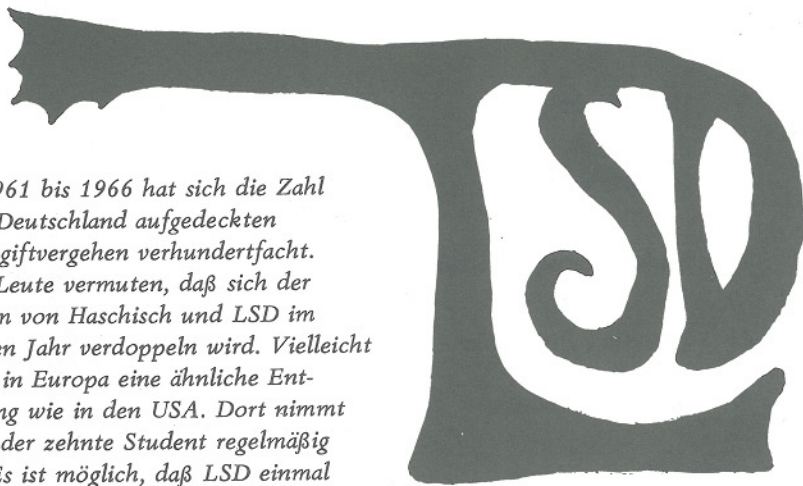 LSD
961 bis 1966 hat sich die Zahl
Deutschland aufgedeckten
giftvergehen verhundertfacht.
Leute vermuten, daß sich der
n von Haschisch und LSD im
en Jahr verdoppeln wird. Vielleicht
in Europa eine ähnliche Ent-
ng wie in den USA. Dort nimmt
der zehnte Student regelmäßig
Es ist möglich, daß LSD einmal